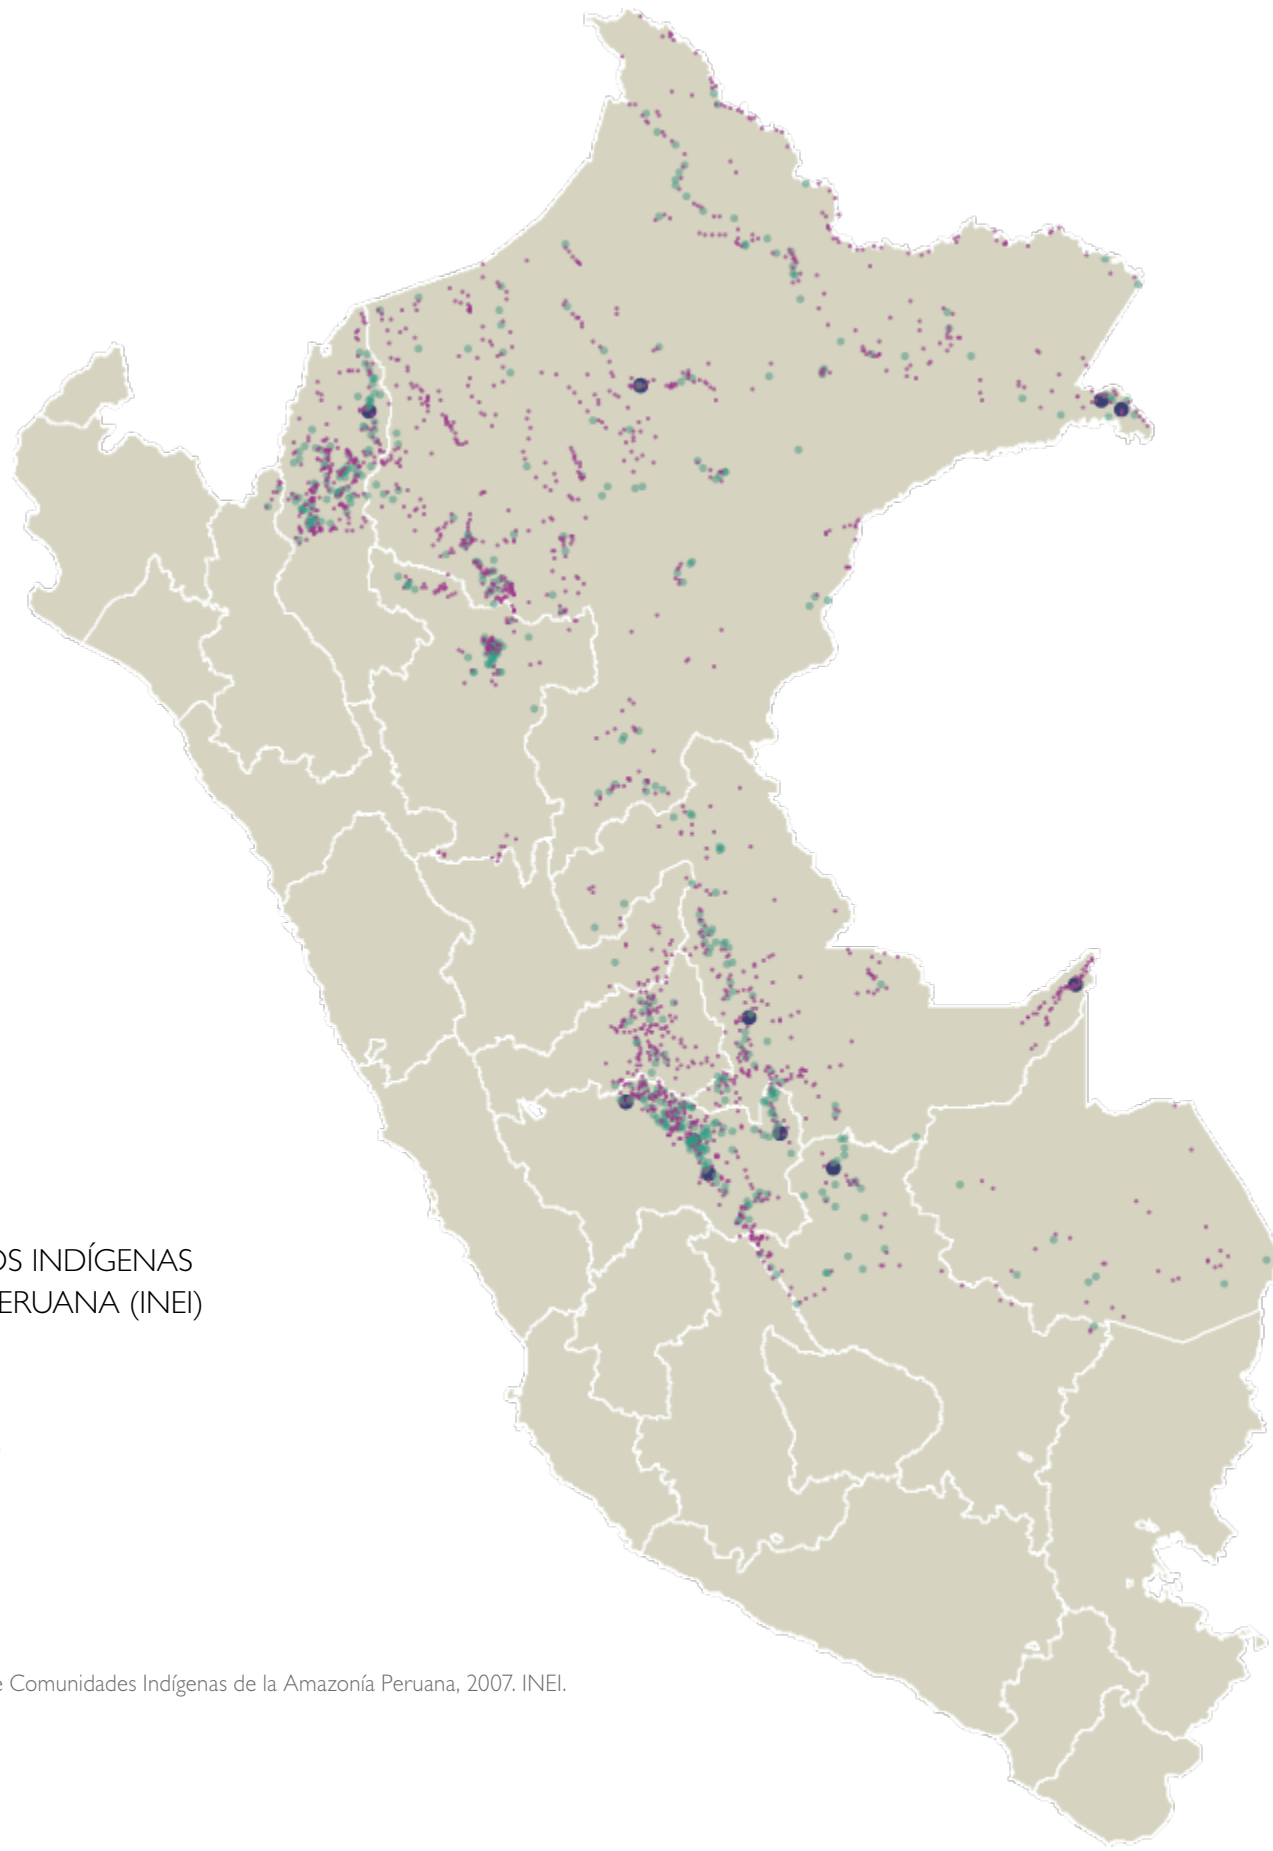 OS INDÍGENAS
ERUANA (INEI)
e Comunidades Indígenas de la Amazonía Peruana, 2007. INEI.